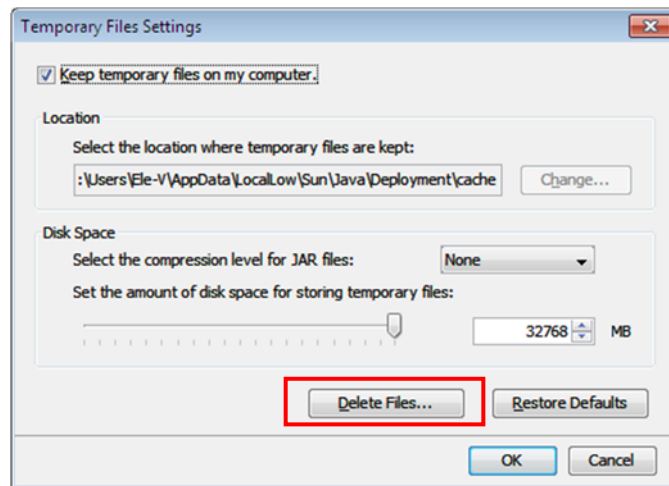 Temporary Files Settings
Keep temporary files on my computer.
Location
Select the location where temporary files are kept:
:\Users\Ele-V\AppData\LocalLow\Sun\Java\Deployment\cache
Change...
Disk Space
Select the compression level for JAR files:
None
Set the amount of disk space for storing temporary files:
32768
MB
Delete Files...
Restore Defaults
OK
Cancel